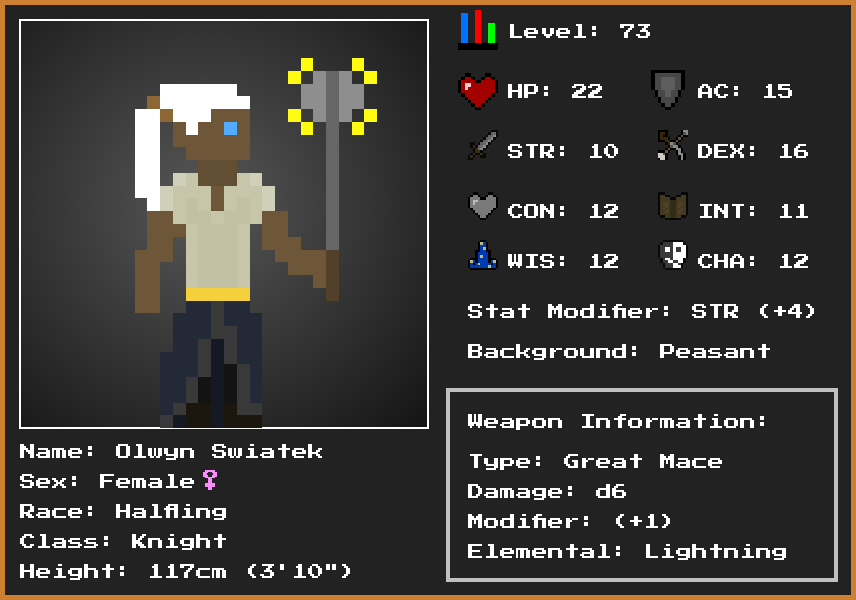 Level: 73
HP: 22
AC: 15
STR: 10
DEX: 16
CON: 12
INT: 11
WIS: 12
CHA: 12
Stat Modifier: STR (+4)
Background: Peasant
Weapon Information:
Type: Great Mace
Damage: d6
Modifier: (+1)
Elemental: Lightning
Name: Olwyn Swiatek
Sex: Female♀
Race: Halfling
Class: Knight
Height: 117cm (3'10")